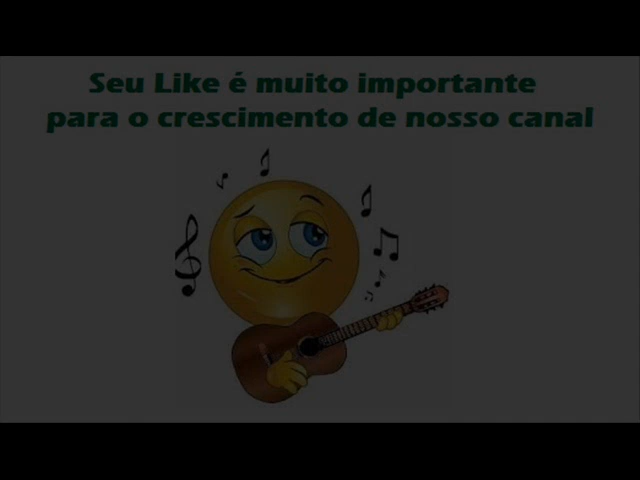 Seu Like é muito importante
para o crescimento de nosso canal